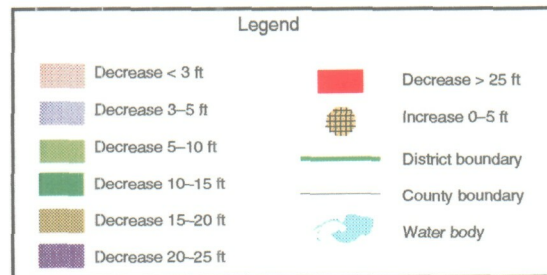 Legend
Decrease < 3 ft
Decrease 3–5 ft
Decrease 5–10 ft
Decrease 10–15 ft
Decrease 15–20 ft
Decrease 20–25 ft
Decrease > 25 ft
Increase 0–5 ft
District boundary
County boundary
Water body